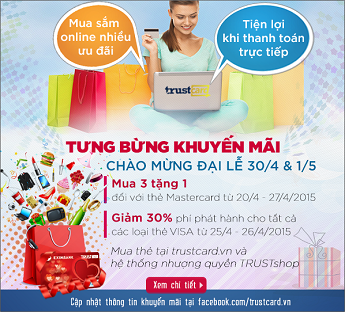 Mua sắm
online nhiều
ưu đãi
Tiện lợi
khi thanh toán
trực tiếp
trustcard
TƯNG BỪNG KHUYẾN MÃI
CHÀO MỪNG ĐẠI LỄ 30/4 & 1/5
Mua 3 tặng 1
đối với thẻ Mastercard từ 20/4 - 27/4/2015
Giảm 30% phí phát hành cho tất cả
các loại thẻ VISA từ 25/4 - 26/4/2015
Mua thẻ tại trustcard.vn và
hệ thống nhượng quyền TRUSTshop
EXIMBANK
Xem chi tiết
Cập nhật thông tin khuyến mãi tại facebook.com/trustcard.vn